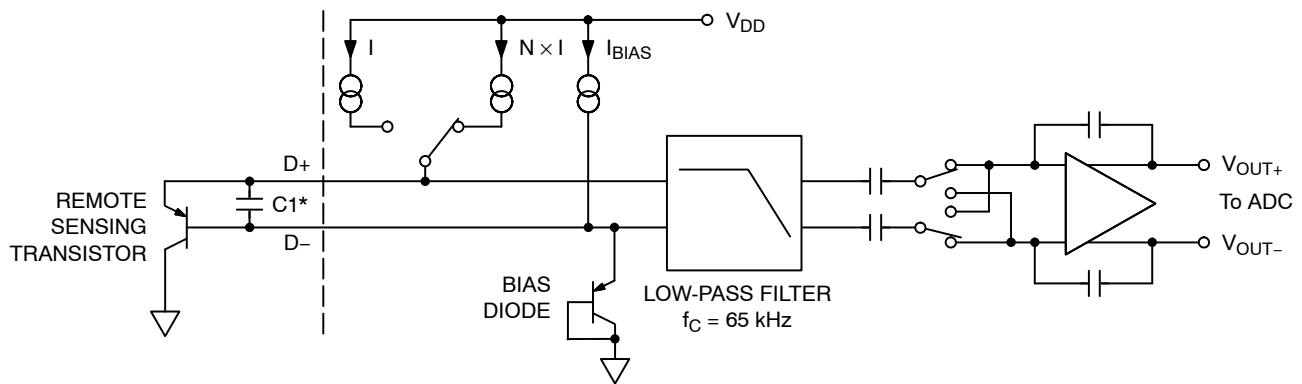 V_DD
I
N × I
I_BIAS
D+
REMOTE
SENSING
TRANSISTOR
C1*
D−
BIAS
DIODE
LOW-PASS FILTER
f_C = 65 kHz
V_OUT+
To ADC
V_OUT−